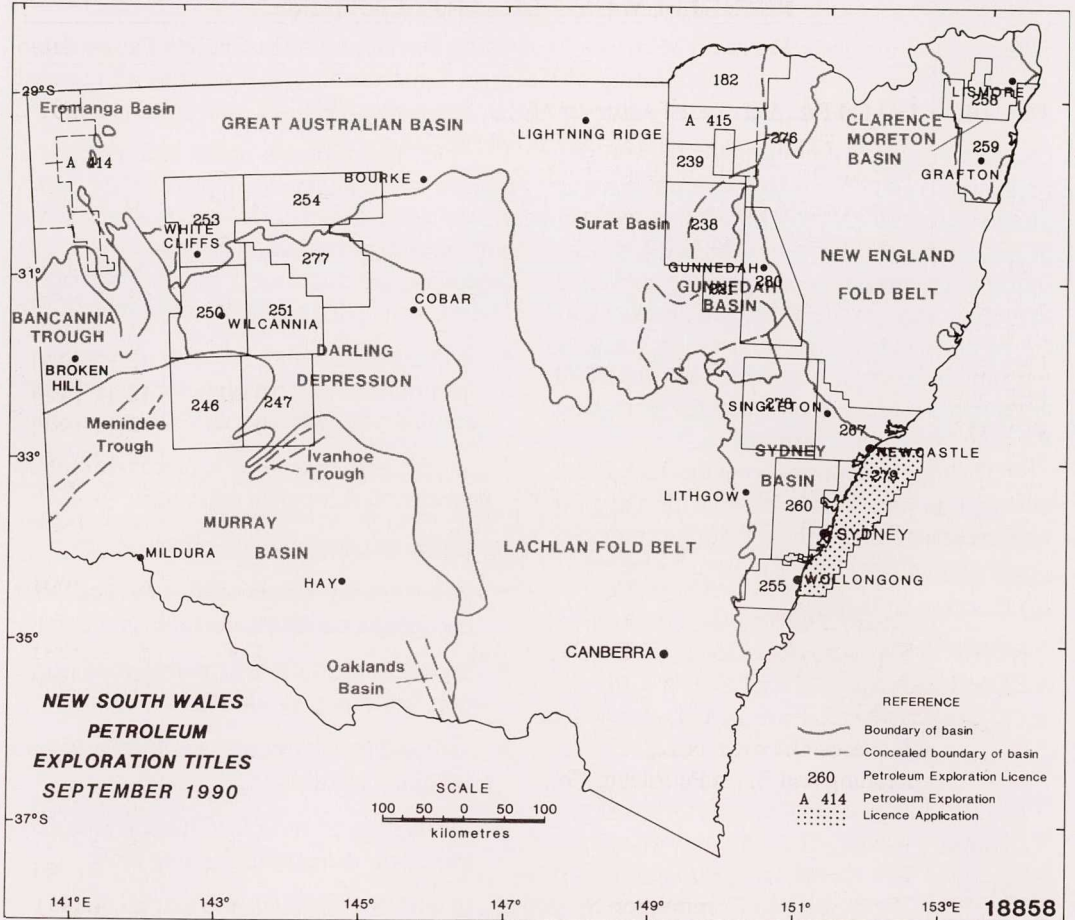 29°S
31°
33°
35°
37°S
141°E
143°
145°
147°
149°
151°
153°E
Eromanga Basin
A 414
GREAT AUSTRALIAN BASIN
LIGHTNING RIDGE
BOURKE
253
254
WHITE
CLIFFS
277
250
WILCANNIA
251
COBAR
BANCANNIA
TROUGH
BROKEN
HILL
DARLING
DEPRESSION
246
247
Menindee
Trough
Ivanhoe
Trough
MURRAY
BASIN
MILDURA
HAY
Oaklands
Basin
LACHLAN FOLD BELT
CANBERRA
182
A 415
276
239
238
Surat Basin
GUNNEDAH
GUNNEDAH
BASIN
280
CLARENCE
MORETON
BASIN
LISMORE
258
259
GRAFTON
NEW ENGLAND
FOLD BELT
SINGLETON
267
SYDNEY
BASIN
NEWCASTLE
LITHGOW
260
SYDNEY
255
WOLLONGONG
NEW SOUTH WALES
PETROLEUM
EXPLORATION TITLES
SEPTEMBER 1990
SCALE
100 50 0 50 100
kilometres
REFERENCE
Boundary of basin
Concealed boundary of basin
260 Petroleum Exploration Licence
A 414 Petroleum Exploration
Licence Application
18858